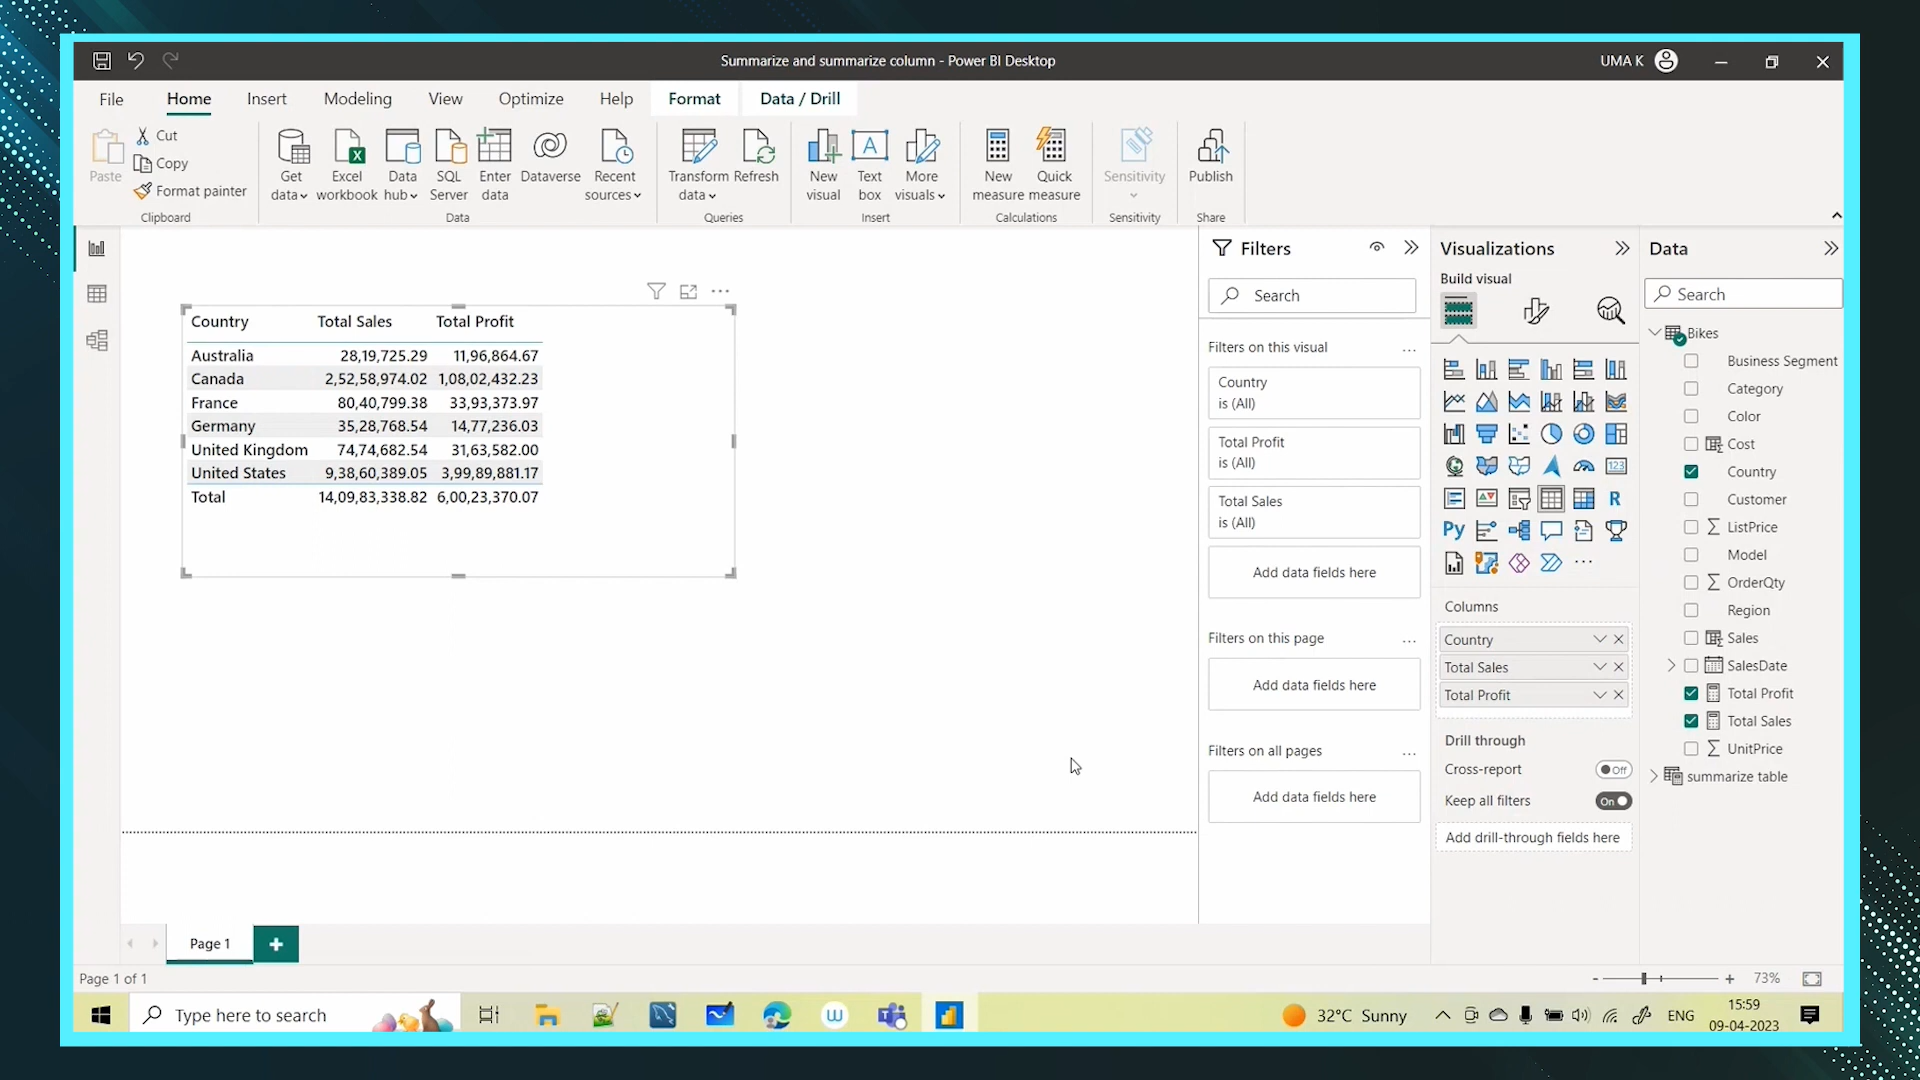 Summarize and summarize column - Power BI Desktop
UMA K
File Home Insert Modeling View Optimize Help Format Data / Drill
Paste
Cut
Copy
Format painter
Clipboard
Get data
Excel workbook
Data hub
SQL Server
Enter data
Dataverse
Recent sources
Data
Transform data
Refresh
Queries
New visual
Text box
More visuals
Insert
New measure
Quick measure
Calculations
Sensitivity
Sensitivity
Publish
Share
Country Total Sales Total Profit
Australia 28,19,725.29 11,96,864.67
Canada 2,52,58,974.02 1,08,02,432.23
France 80,40,799.38 33,93,373.97
Germany 35,28,768.54 14,77,236.03
United Kingdom 74,74,682.54 31,63,582.00
United States 9,38,60,389.05 3,99,89,881.17
Total 14,09,83,338.82 6,00,23,370.07
Filters
Search
Filters on this visual
Country
is (All)
Total Profit
is (All)
Total Sales
is (All)
Add data fields here
Filters on this page
Add data fields here
Filters on all pages
Add data fields here
Visualizations
Build visual
123
R
Py
Columns
Country
Total Sales
Total Profit
Drill through
Cross-report
Off
Keep all filters
On
Add drill-through fields here
Data
Search
Bikes
Business Segment
Category
Color
Cost
Country
Customer
ListPrice
Model
OrderQty
Region
Sales
SalesDate
Total Profit
Total Sales
UnitPrice
summarize table
Page 1
Page 1 of 1
- + 73%
Type here to search
32°C Sunny
ENG
15:59
09-04-2023